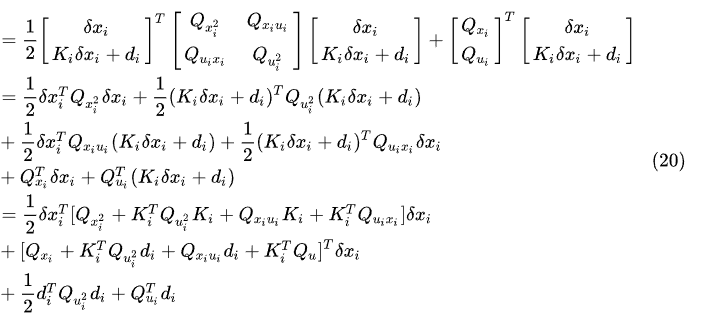 = \frac{1}{2} \begin{bmatrix} \delta x_i \\ K_i \delta x_i + d_i \end{bmatrix}^T \begin{bmatrix} Q_{x_i^2} & Q_{x_i u_i} \\ Q_{u_i x_i} & Q_{u_i^2} \end{bmatrix} \begin{bmatrix} \delta x_i \\ K_i \delta x_i + d_i \end{bmatrix} + \begin{bmatrix} Q_{x_i} \\ Q_{u_i} \end{bmatrix}^T \begin{bmatrix} \delta x_i \\ K_i \delta x_i + d_i \end{bmatrix}
= \frac{1}{2} \delta x_i^T Q_{x_i^2} \delta x_i + \frac{1}{2} (K_i \delta x_i + d_i)^T Q_{u_i^2} (K_i \delta x_i + d_i)
+ \frac{1}{2} \delta x_i^T Q_{x_i u_i} (K_i \delta x_i + d_i) + \frac{1}{2} (K_i \delta x_i + d_i)^T Q_{u_i x_i} \delta x_i
+ Q_{x_i}^T \delta x_i + Q_{u_i}^T (K_i \delta x_i + d_i) (20)
= \frac{1}{2} \delta x_i^T [Q_{x_i^2} + K_i^T Q_{u_i^2} K_i + Q_{x_i u_i} K_i + K_i^T Q_{u_i x_i}] \delta x_i
+ [Q_{x_i} + K_i^T Q_{u_i^2} d_i + Q_{x_i u_i} d_i + K_i^T Q_u]^T \delta x_i
+ \frac{1}{2} d_i^T Q_{u_i^2} d_i + Q_{u_i}^T d_i